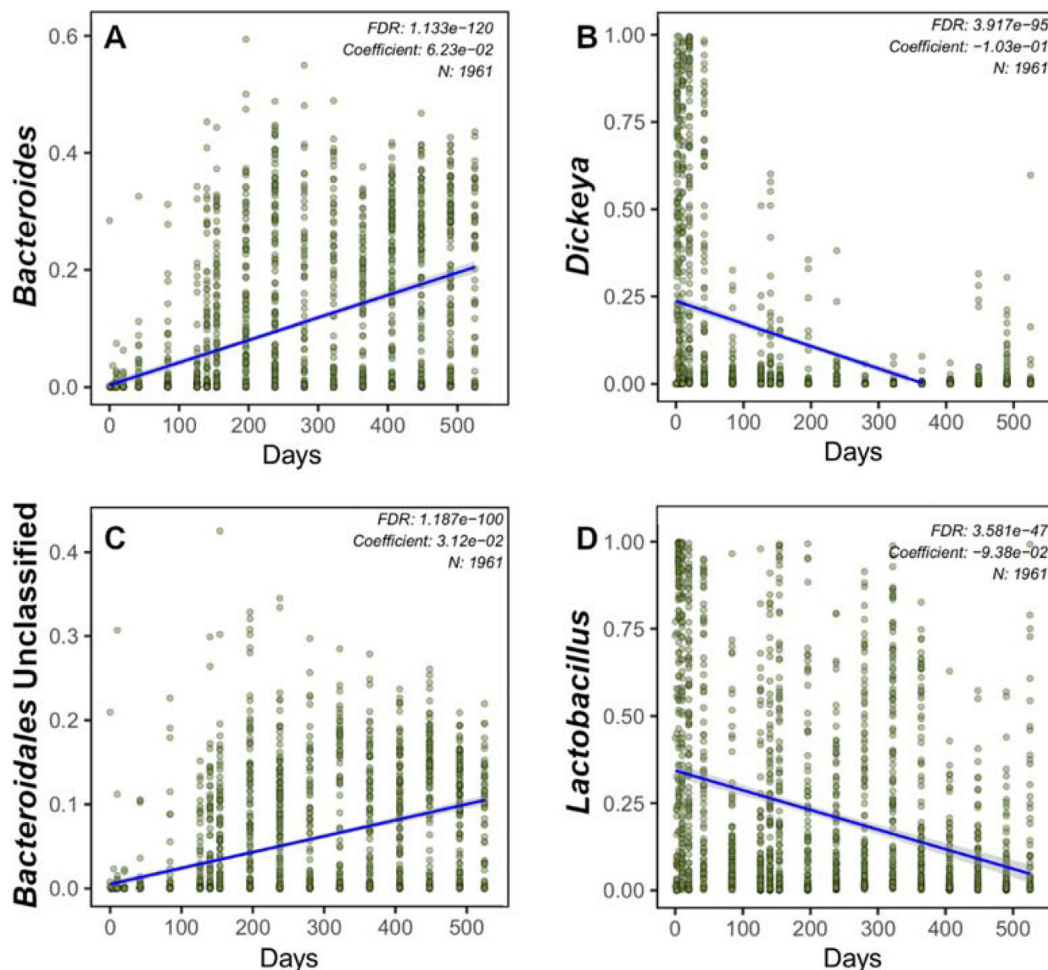 A
FDR: 1.133e−120
Coefficient: 6.23e−02
N: 1961
Bacteroides
0.6
0.4
0.2
0.0
0 100 200 300 400 500
Days
B
FDR: 3.917e−95
Coefficient: −1.03e−01
N: 1961
Dickeya
1.00
0.75
0.50
0.25
0.00
0 100 200 300 400 500
Days
C
FDR: 1.187e−100
Coefficient: 3.12e−02
N: 1961
Bacteroidales Unclassified
0.4
0.3
0.2
0.1
0.0
0 100 200 300 400 500
Days
D
FDR: 3.581e−47
Coefficient: −9.38e−02
N: 1961
Lactobacillus
1.00
0.75
0.50
0.25
0.00
0 100 200 300 400 500
Days